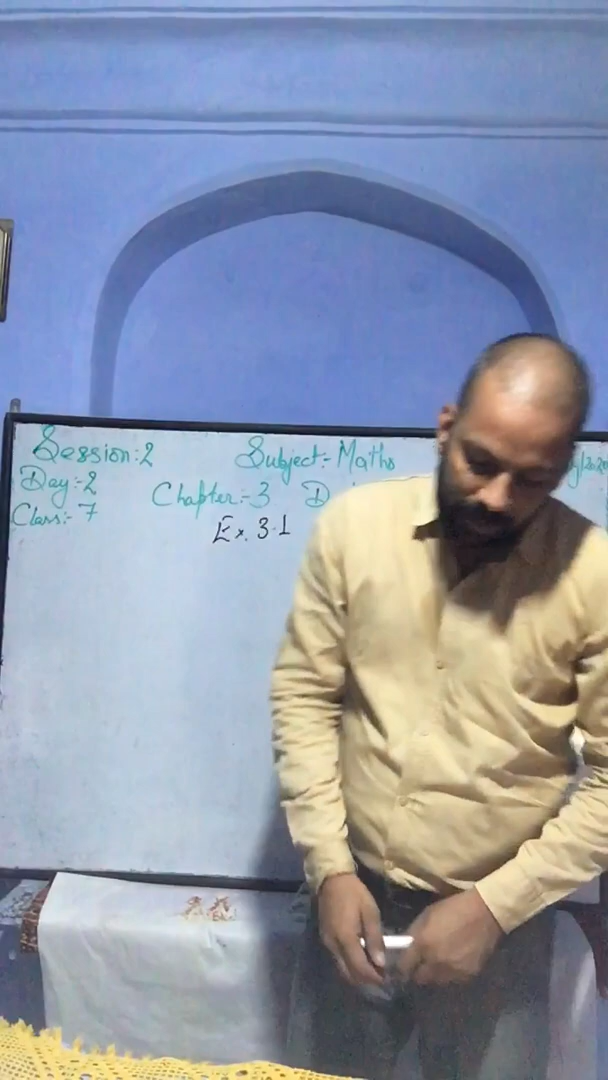 Session:2 Subject:- Maths
Day:-2 Chapter:-3
Class:- 7
Ex. 3.1